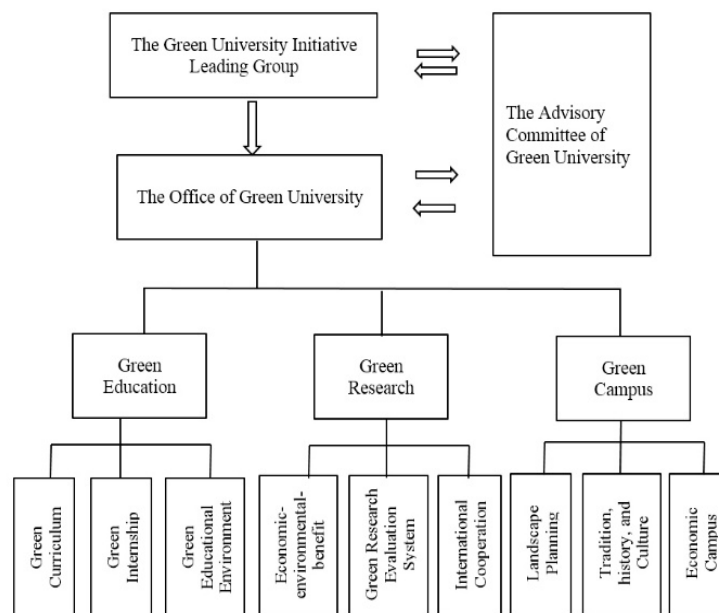 The Green University Initiative
Leading Group
The Advisory
Committee of
Green University
The Office of Green University
Green
Education
Green
Research
Green
Campus
Green
Curriculum
Green
Internship
Green
Educational
Environment
Economic-
environmental-
benefit
Green Research
Evaluation
System
International
Cooperation
Landscape
Planning
Tradition,
history, and
Culture
Economic
Campus